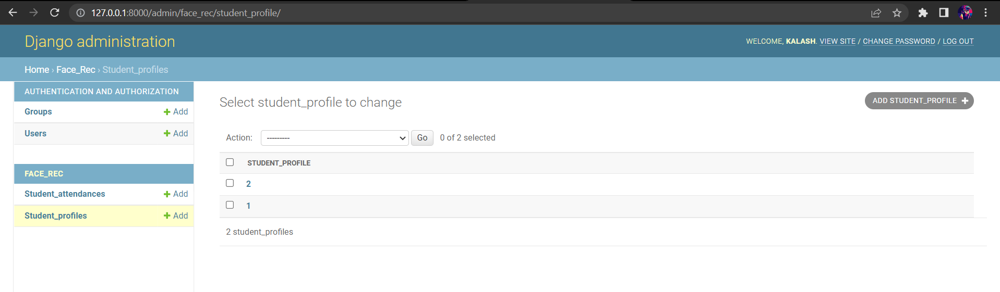 127.0.0.1:8000/admin/face_rec/student_profile/
Django administration
WELCOME, KALASH. VIEW SITE / CHANGE PASSWORD / LOG OUT
Home › Face_Rec › Student_profiles
AUTHENTICATION AND AUTHORIZATION
Groups + Add
Users + Add
FACE_REC
Student_attendances + Add
Student_profiles + Add
Select student_profile to change
ADD STUDENT_PROFILE +
Action: --------- Go 0 of 2 selected
STUDENT_PROFILE
2
1
2 student_profiles